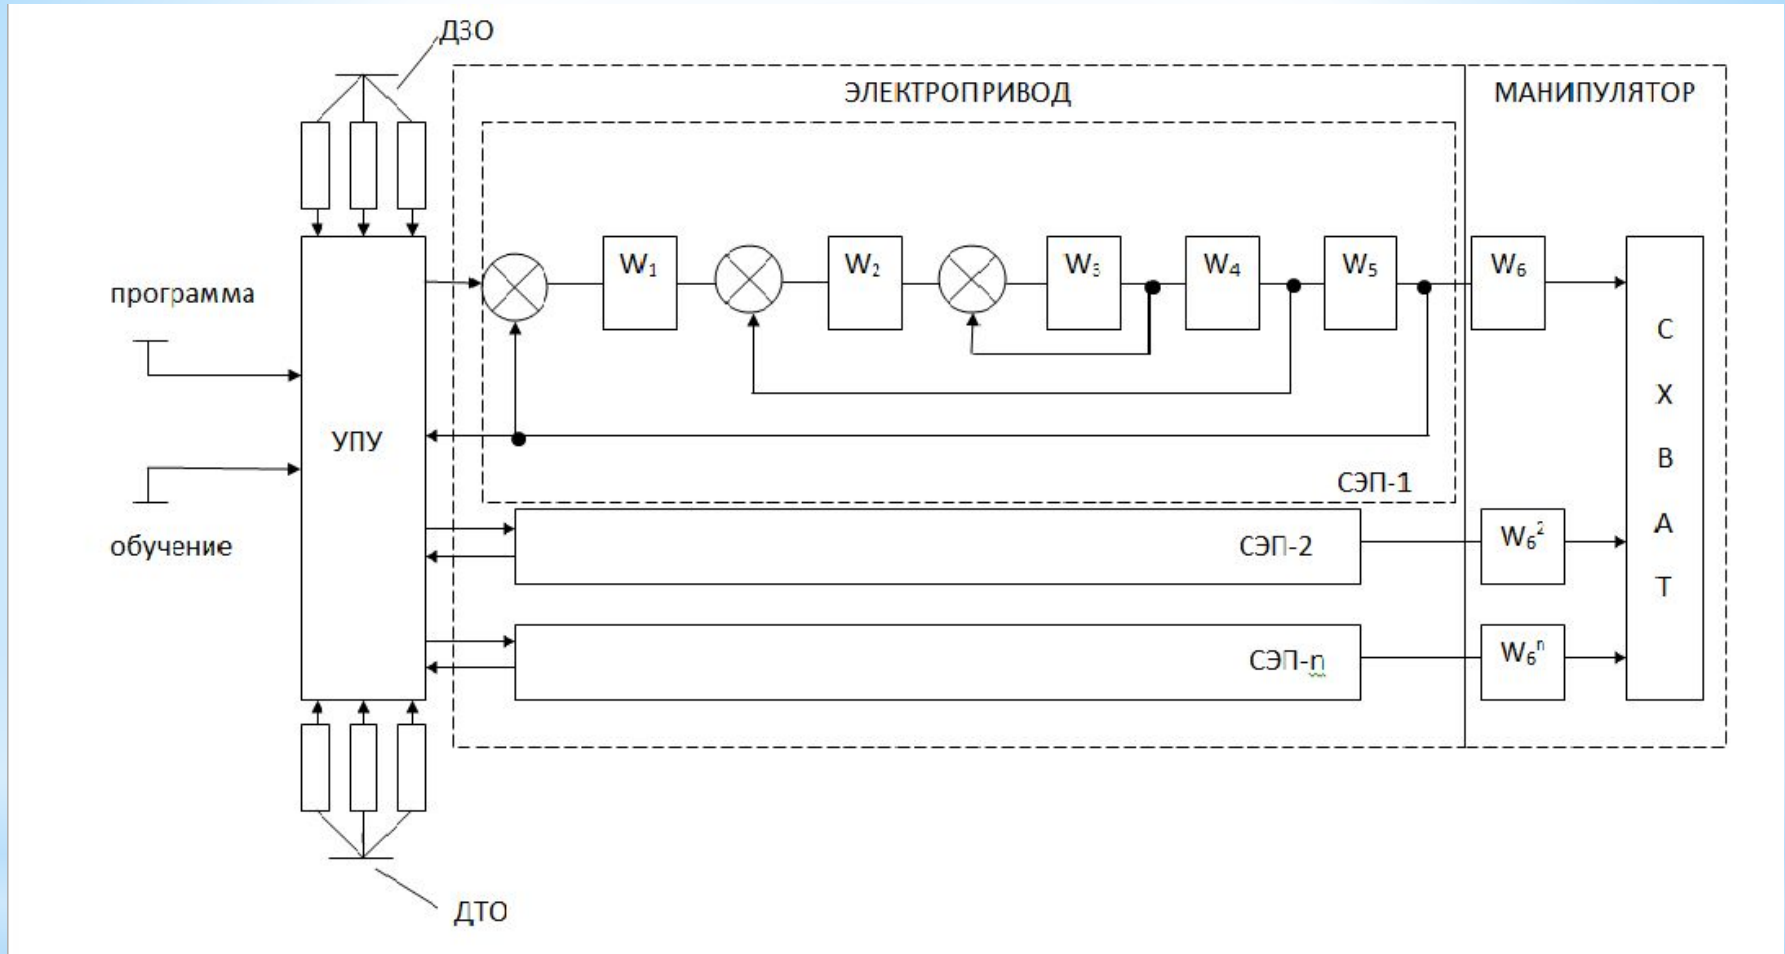 ДЗО
ЭЛЕКТРОПРИВОД
МАНИПУЛЯТОР
W₁
W₂
W₃
W₄
W₅
W₆
программа
УПУ
обучение
СЭП-1
СЭП-2
W₆²
СЭП-n
W₆ⁿ
С
Х
В
А
Т
ДТО